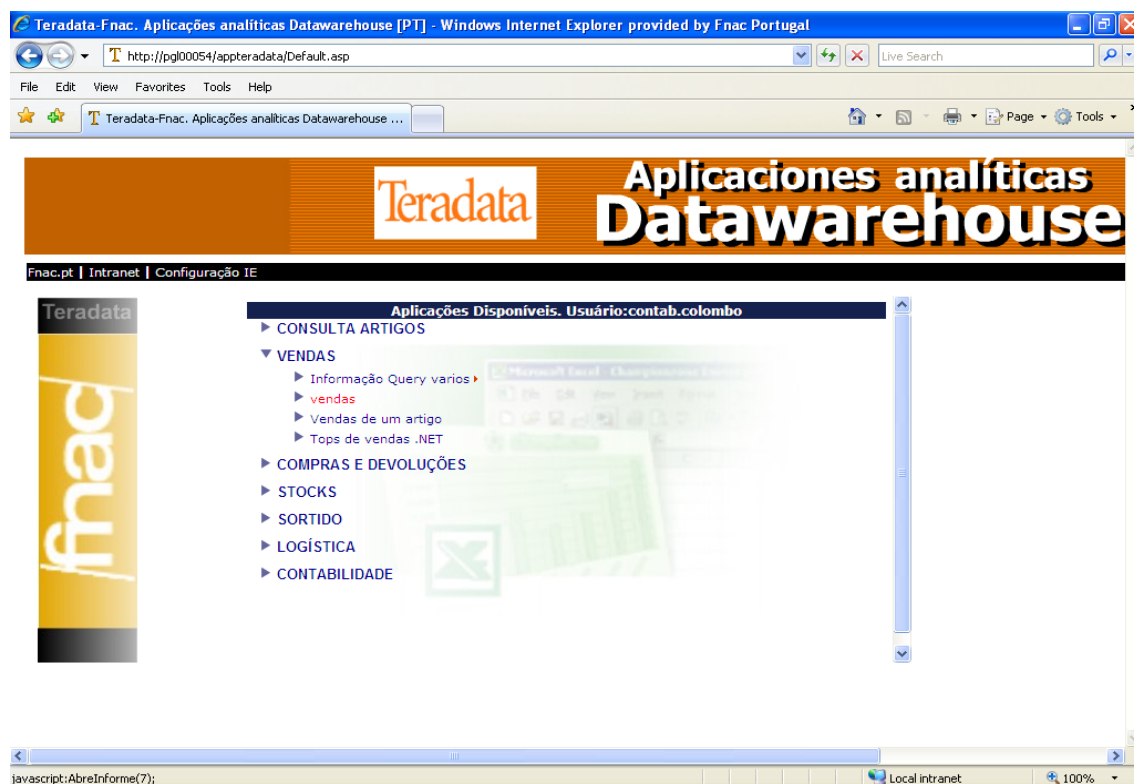 Teradata-Fnac. Aplicações analíticas Datawarehouse [PT] - Windows Internet Explorer provided by Fnac Portugal
http://pgl00054/appteradata/Default.asp
Live Search
File Edit View Favorites Tools Help
Teradata-Fnac. Aplicações analíticas Datawarehouse ...
Page Tools
Teradata
Aplicaciones analíticas
Datawarehouse
Fnac.pt | Intranet | Configuração IE
Teradata
fnac
Aplicações Disponíveis. Usuário:contab.colombo
CONSULTA ARTIGOS
VENDAS
Informação Query varios
vendas
Vendas de um artigo
Tops de vendas .NET
COMPRAS E DEVOLUÇÕES
STOCKS
SORTIDO
LOGÍSTICA
CONTABILIDADE
javascript:AbreInforme(7);
Local intranet
100%